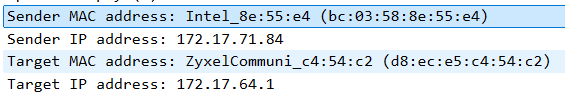 Sender MAC address: Intel_8e:55:e4 (bc:03:58:8e:55:e4)
Sender IP address: 172.17.71.84
Target MAC address: ZyxelCommuni_c4:54:c2 (d8:ec:e5:c4:54:c2)
Target IP address: 172.17.64.1